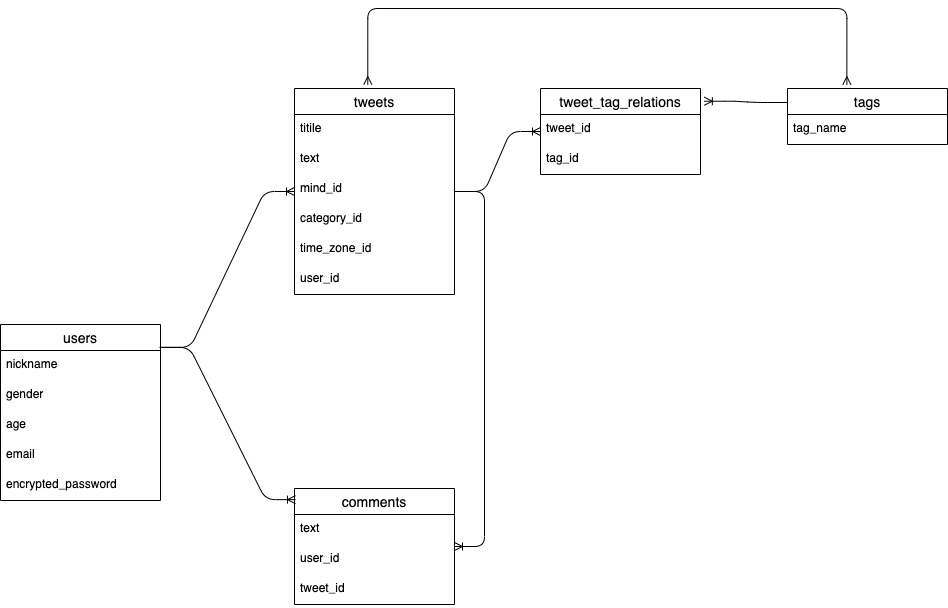 tweets
titile
text
mind_id
category_id
time_zone_id
user_id
tweet_tag_relations
tweet_id
tag_id
tags
tag_name
users
nickname
gender
age
email
encrypted_password
comments
text
user_id
tweet_id